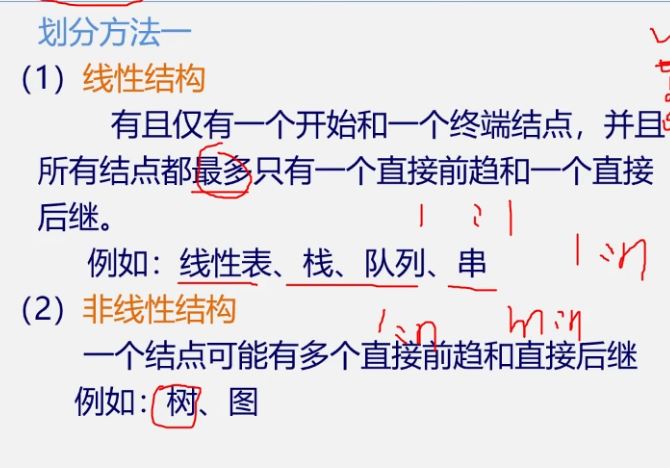 划分方法一
（1）线性结构
有且仅有一个开始和一个终端结点，并且
所有结点都最多只有一个直接前趋和一个直接
后继。
1:1
例如：线性表、栈、队列、串
1:n
（2）非线性结构
1:n m:n
一个结点可能有多个直接前趋和直接后继
例如：树、图